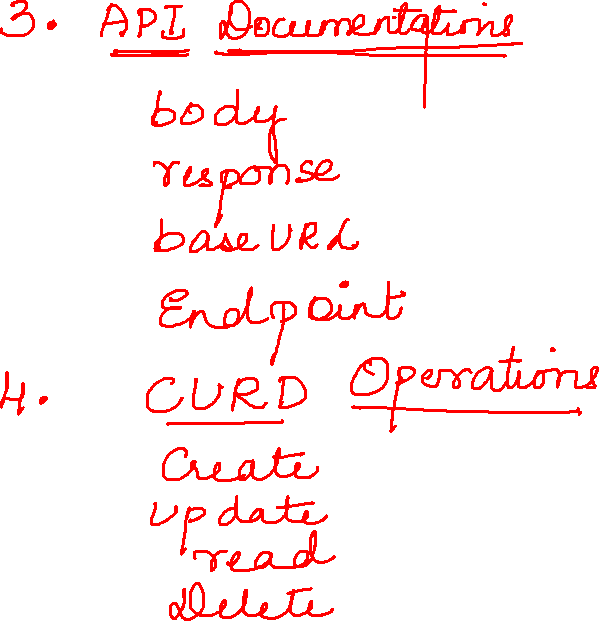 3. API Documentations
body
response
base URL
Endpoint
4. CURD Operations
Create
update
read
Delete